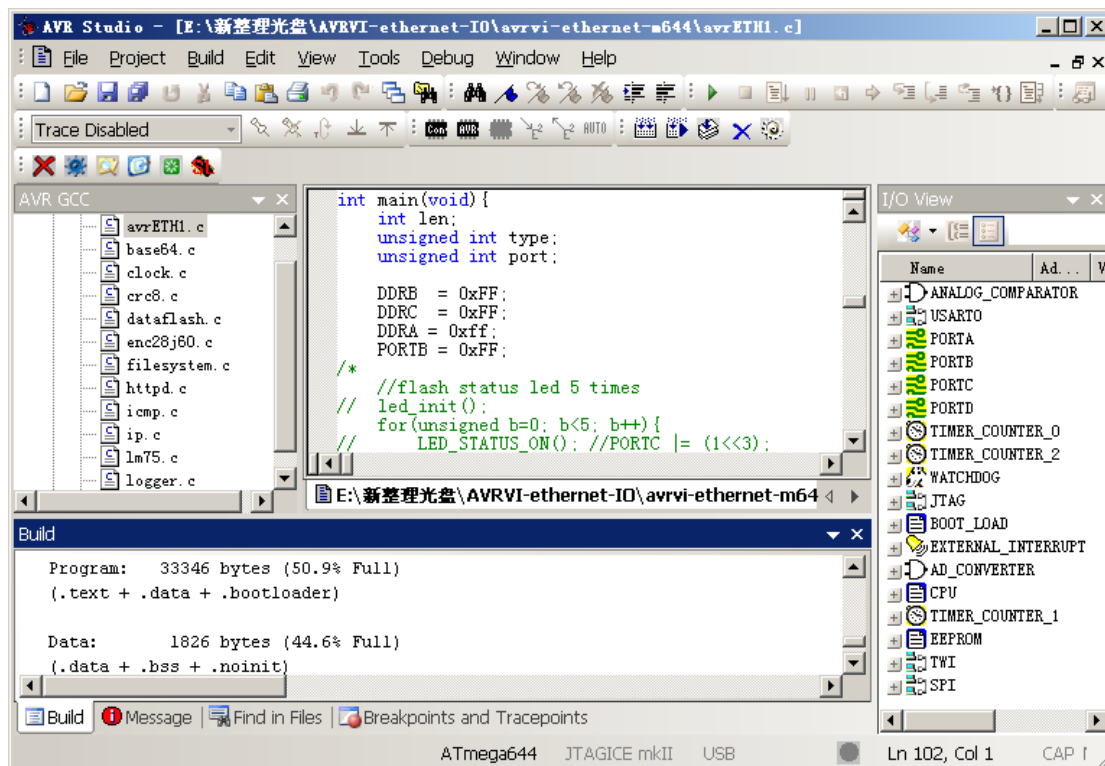 AVR Studio - [E:\新整理光盘\AVRVI-ethernet-IO\avrvi-ethernet-m644\avrETH1.c]
File Project Build Edit View Tools Debug Window Help
Trace Disabled
Con AVR AUTO
AVR GCC
avrETH1.c
base64.c
clock.c
crc8.c
dataflash.c
enc28j60.c
filesystem.c
httpd.c
icmp.c
ip.c
lm75.c
logger.c
int main(void){
int len;
unsigned int type;
unsigned int port;
DDRB = 0xFF;
DDRC = 0xFF;
DDRA = 0xff;
PORTB = 0xFF;
/*
//flash status led 5 times
// led_init();
for(unsigned b=0; b<5; b++){
// LED_STATUS_ON(); //PORTC |= (1<<3);
E:\新整理光盘\AVRVI-ethernet-IO\avrvi-ethernet-m64
I/O View
Name Ad... V
ANALOG_COMPARATOR
USART0
PORTA
PORTB
PORTC
PORTD
TIMER_COUNTER_0
TIMER_COUNTER_2
WATCHDOG
JTAG
BOOT_LOAD
EXTERNAL_INTERRUPT
AD_CONVERTER
CPU
TIMER_COUNTER_1
EEPROM
TWI
SPI
Build
Program: 33346 bytes (50.9% Full)
(.text + .data + .bootloader)
Data: 1826 bytes (44.6% Full)
(.data + .bss + .noinit)
Build Message Find in Files Breakpoints and Tracepoints
ATmega644 JTAGICE mkII USB Ln 102, Col 1 CAP